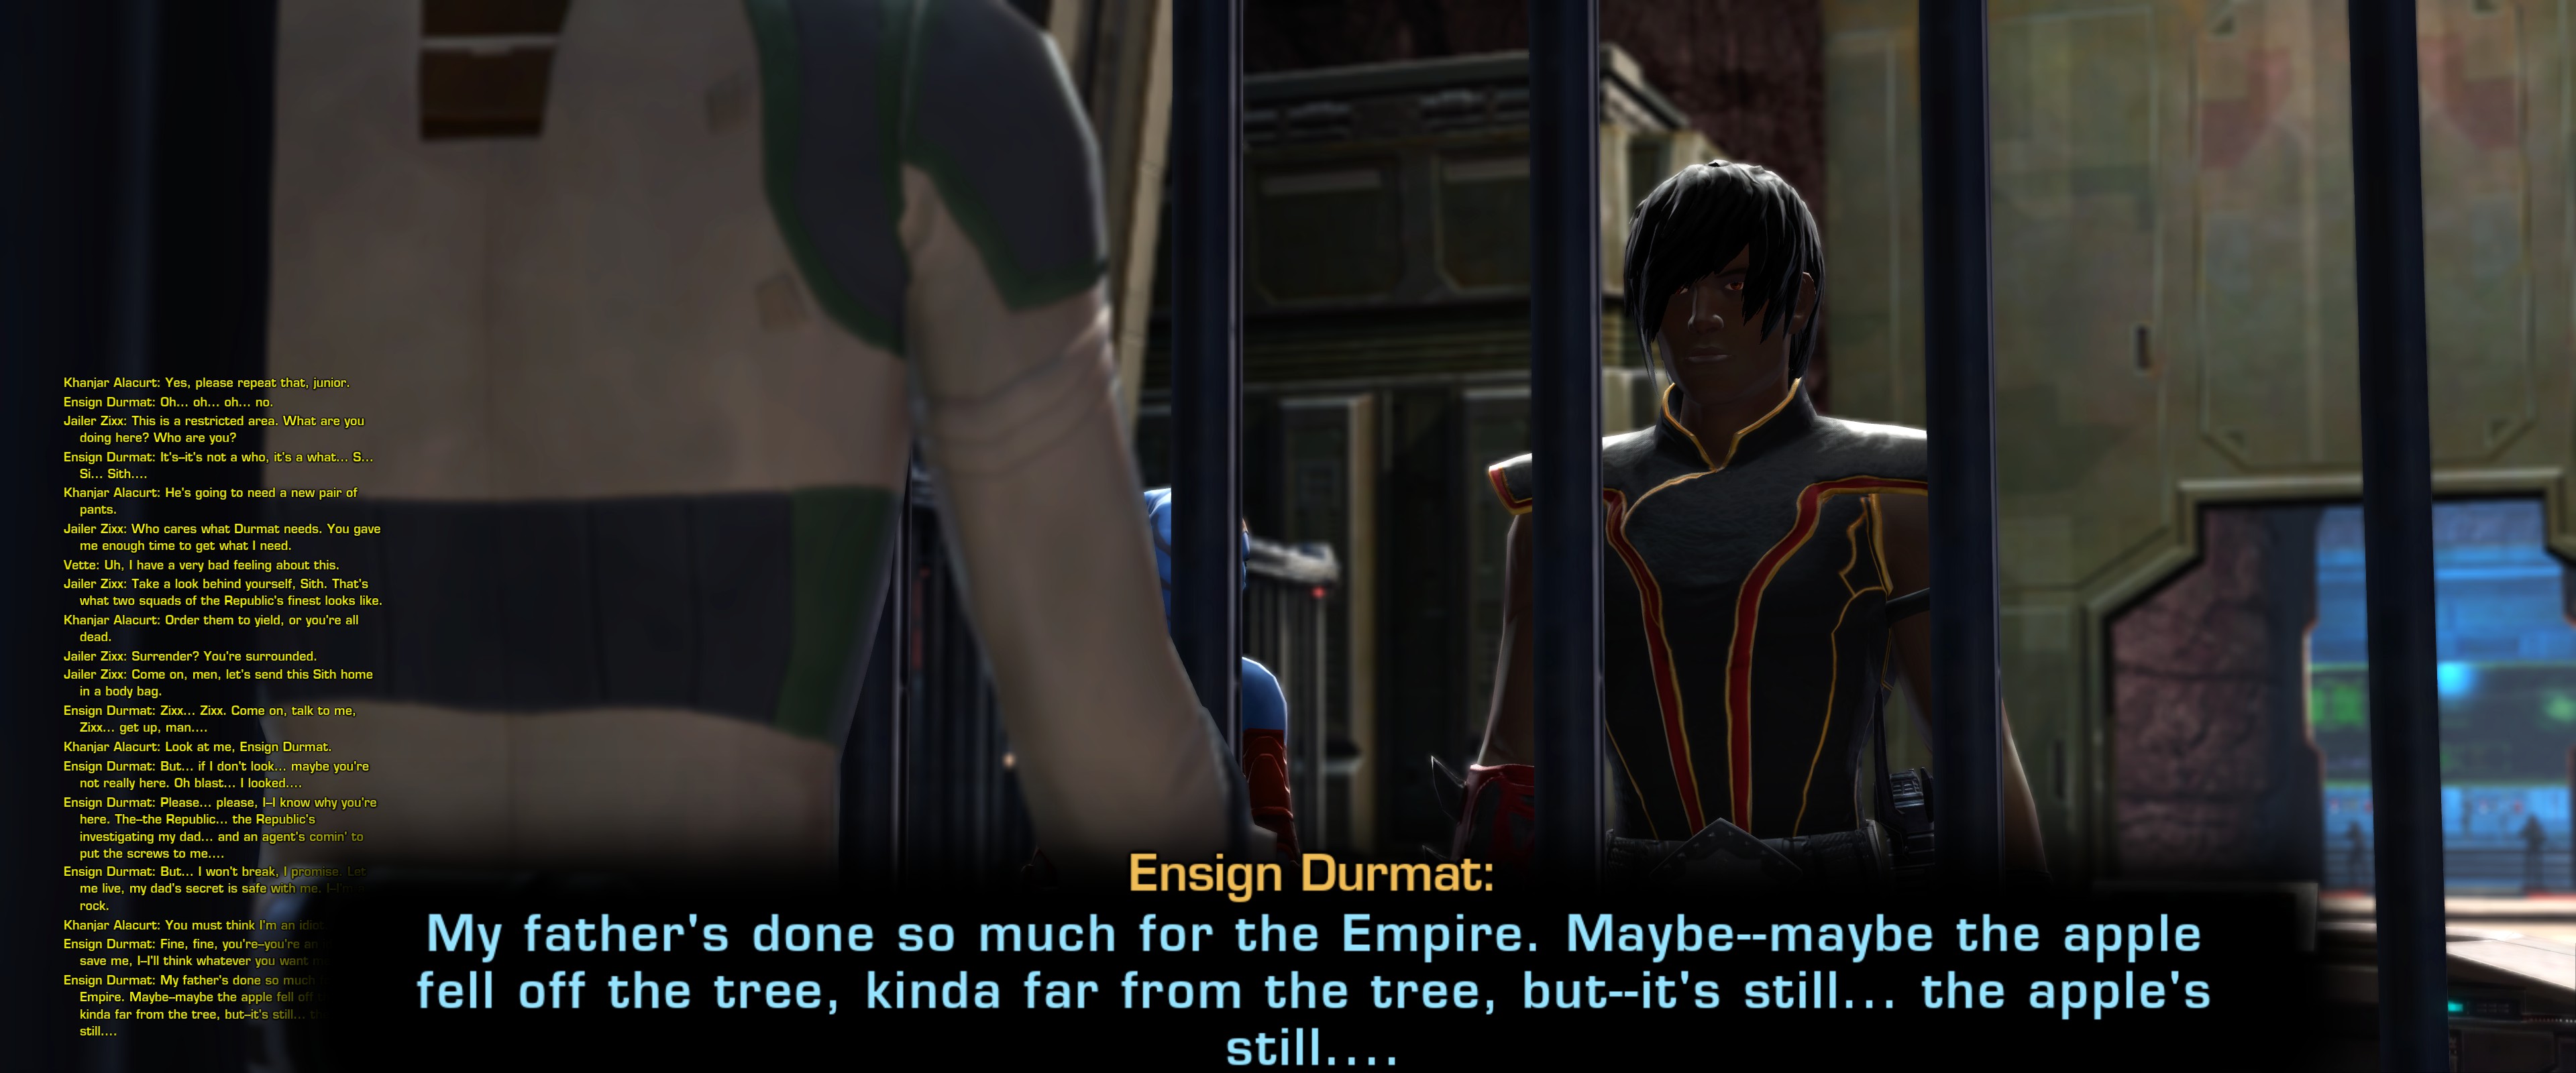 Khanjar Alacurt: Yes, please repeat that, junior.
Ensign Durmat: Oh... oh... oh... no.
Jailer Zixx: This is a restricted area. What are you
doing here? Who are you?
Ensign Durmat: It's--it's not a who, it's a what... S...
Si... Sith....
Khanjar Alacurt: He's going to need a new pair of
pants.
Jailer Zixx: Who cares what Durmat needs. You gave
me enough time to get what I need.
Vette: Uh, I have a very bad feeling about this.
Jailer Zixx: Take a look behind yourself, Sith. That's
what two squads of the Republic's finest looks like.
Khanjar Alacurt: Order them to yield, or you're all
dead.
Jailer Zixx: Surrender? You're surrounded.
Jailer Zixx: Come on, men, let's send this Sith home
in a body bag.
Ensign Durmat: Zixx... Zixx. Come on, talk to me,
Zixx... get up, man....
Khanjar Alacurt: Look at me, Ensign Durmat.
Ensign Durmat: But... if I don't look... maybe you're
not really here. Oh blast... I looked....
Ensign Durmat: Please... please, I--I know why you're
here. The--the Republic... the Republic's
investigating my dad... and an agent's comin' to
put the screws to me....
Ensign Durmat: But... I won't break, I promise. Let
me live, my dad's secret is safe with me. I--I'm
rock.
Khanjar Alacurt: You must think I'm an idiot
Ensign Durmat: Fine, fine, you're--you're an
save me, I--I'll think whatever you want
Ensign Durmat: My father's done so much
Empire. Maybe--maybe the apple fell off
kinda far from the tree, but--it's still...
still....
Ensign Durmat:
My father's done so much for the Empire. Maybe--maybe the apple
fell off the tree, kinda far from the tree, but--it's still... the apple's
still....